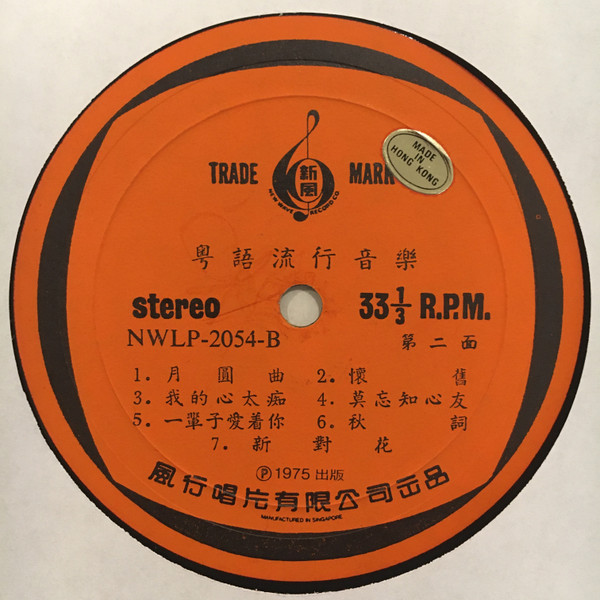 TRADE MARK
新風
NEW WAVE RECORD CO.
MADE
IN
HONG KONG
粵語流行音樂
stereo 33 1/3 R.P.M.
NWLP-2054-B 第二面
1. 月圓曲 2. 懷舊
3. 我的心太痴 4. 莫忘知心友
5. 一輩子愛着你 6. 秋詞
7. 新對花
Ⓟ 1975 出版
風行唱片有限公司出品
MANUFACTURED IN SINGAPORE